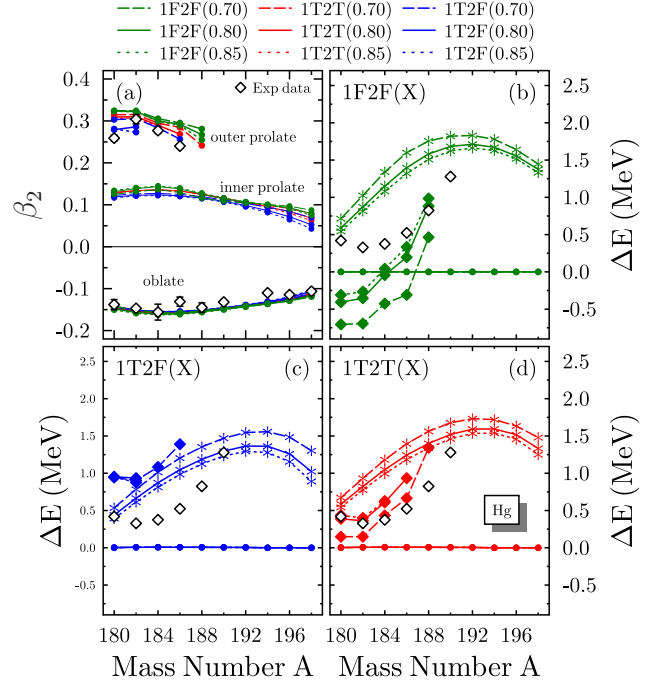 1F2F(0.70) 1T2T(0.70) 1T2F(0.70)
1F2F(0.80) 1T2T(0.80) 1T2F(0.80)
1F2F(0.85) 1T2T(0.85) 1T2F(0.85)
0.4
0.3
0.2
0.1
0.0
-0.1
-0.2
β2
(a)
Exp data
outer prolate
inner prolate
oblate
1F2F(X) (b)
2.5
2.0
1.5
1.0
0.5
0.0
-0.5
ΔE (MeV)
1T2F(X) (c)
2.5
2.0
1.5
1.0
0.5
0.0
-0.5
ΔE (MeV)
180 184 188 192 196
Mass Number A
1T2T(X) (d)
Hg
2.5
2.0
1.5
1.0
0.5
0.0
-0.5
ΔE (MeV)
180 184 188 192 196
Mass Number A